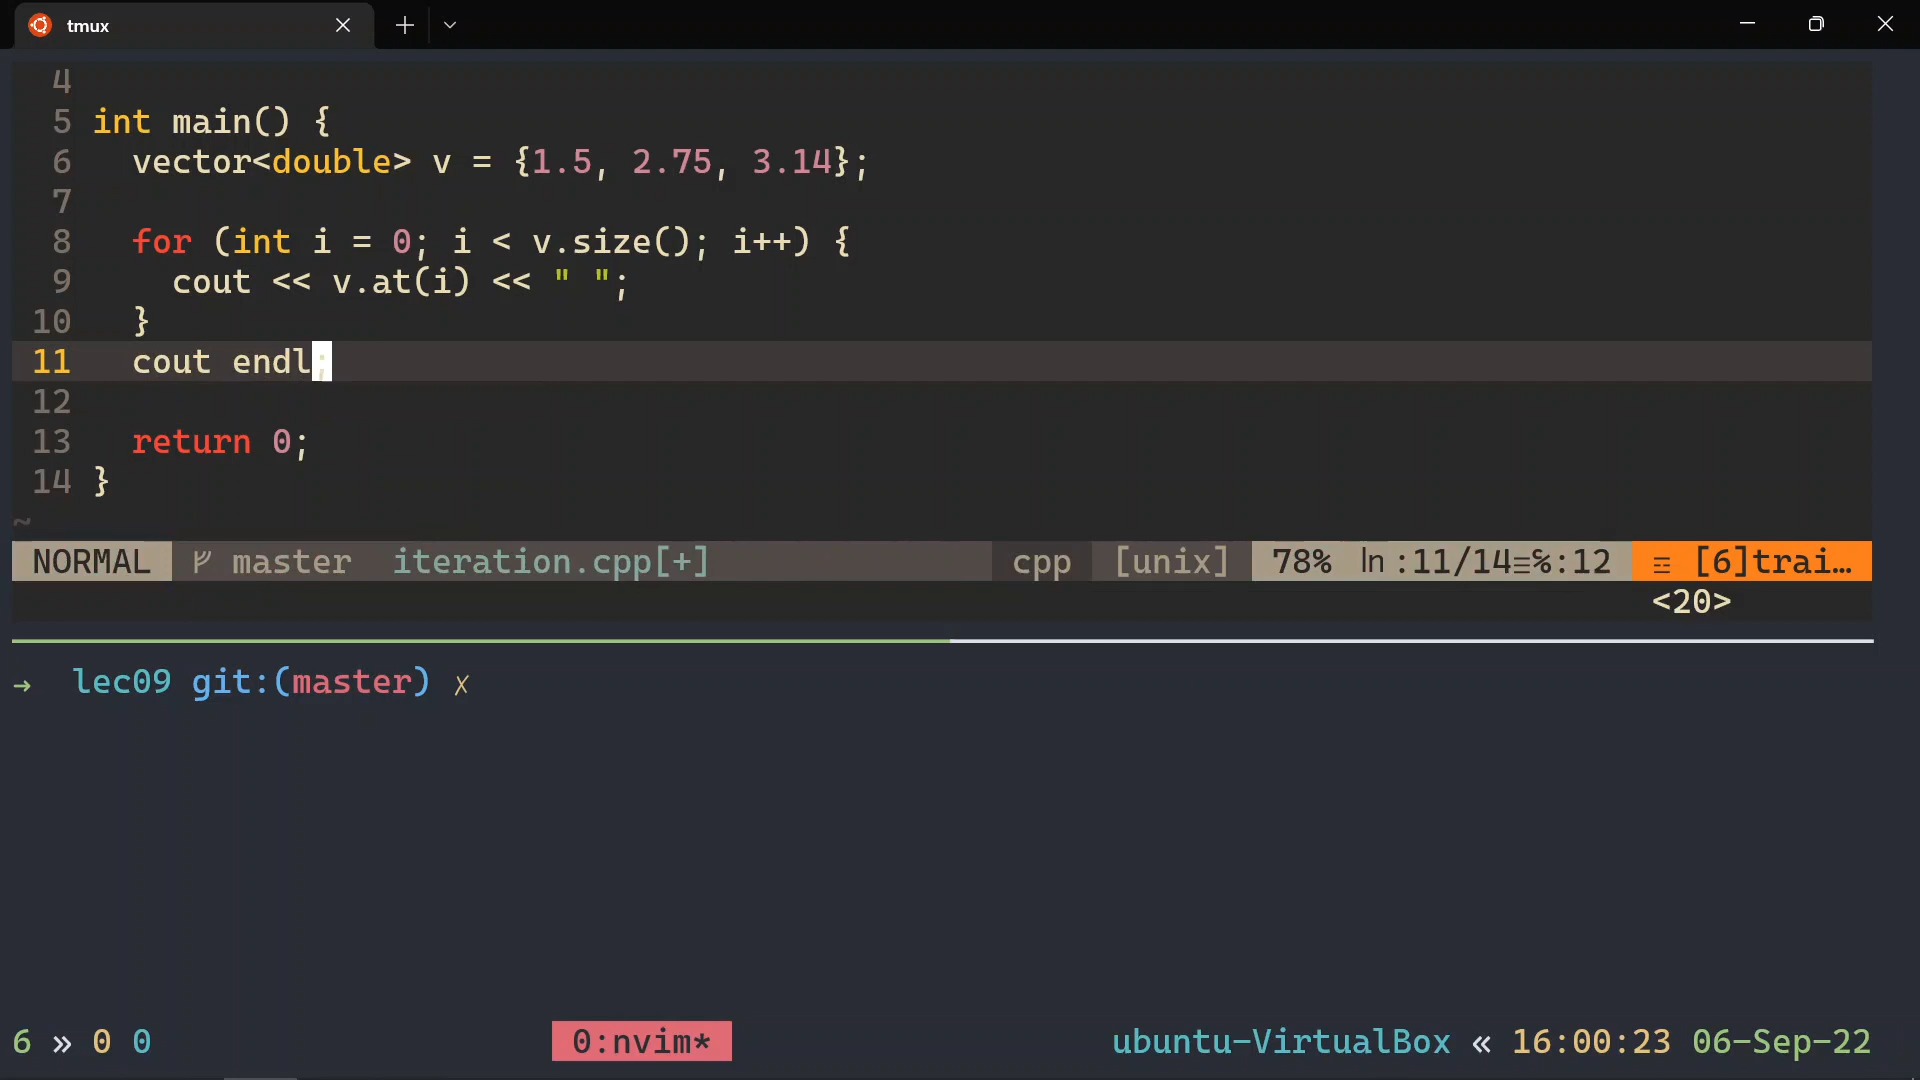 tmux
4
5 int main() {
6   vector<double> v = {1.5, 2.75, 3.14};
7
8   for (int i = 0; i < v.size(); i++) {
9     cout << v.at(i) << " ";
10   }
11   cout endl;
12
13   return 0;
14 }
~
NORMAL master iteration.cpp[+] cpp [unix] 78% ln :11/14≡%:12 ☲ [6]trai…
<20>
→ lec09 git:(master) ✗
6 » 0 0 0:nvim* ubuntu-VirtualBox « 16:00:23 06-Sep-22